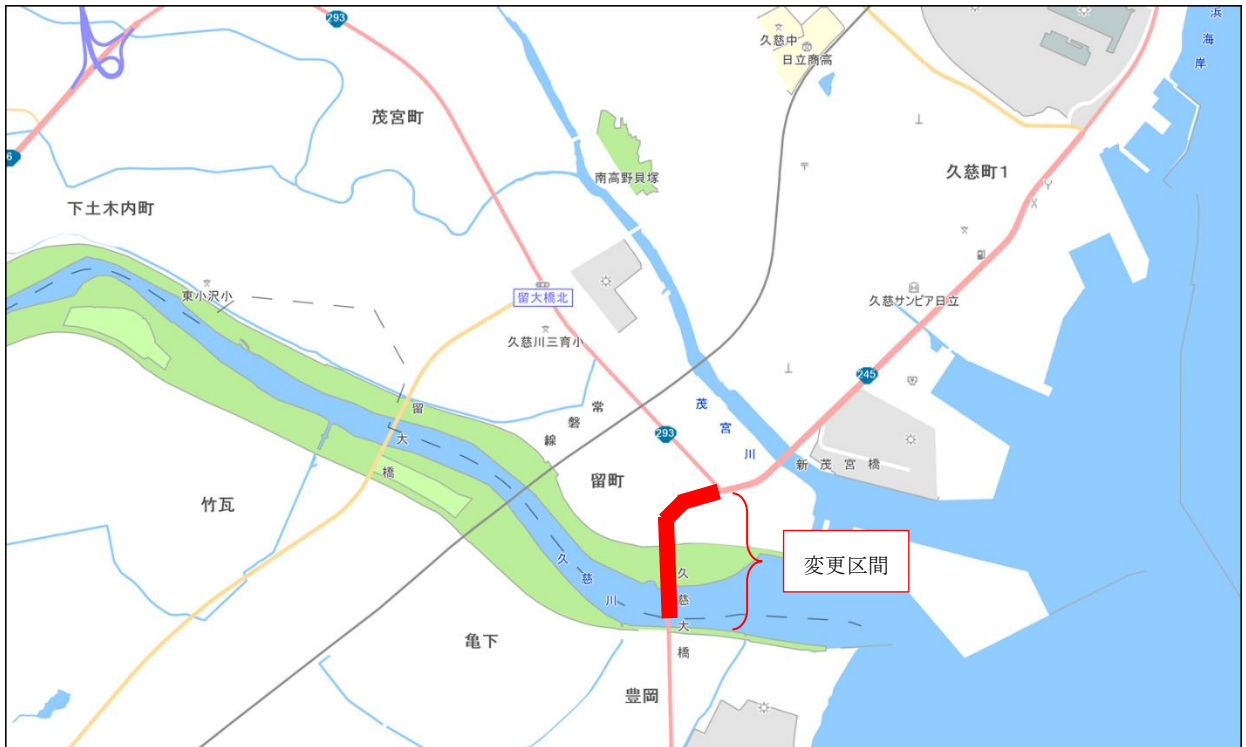 293
久慈中
日立商高
浜海岸
茂宮町
6
南高野貝塚
久慈町1
下土木内町
東小沢小
留大橋北
久慈サンピア日立
久慈川三育小
245
留大橋
常磐線
293
茂宮川
新茂宮橋
留町
竹瓦
変更区間
久慈川
久慈大橋
亀下
豊岡